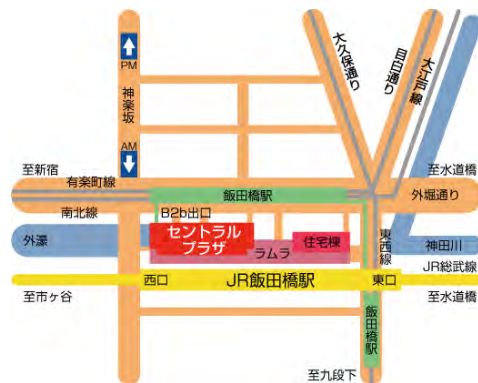 PM
神楽坂
AM
大久保通り
目白通り
大江戸線
至新宿
有楽町線
飯田橋駅
至水道橋
外堀通り
南北線
B2b出口
外濠
セントラル
プラザ
ラムラ
住宅棟
東西線
神田川
JR総武線
西口
JR飯田橋駅
東口
至市ヶ谷
至水道橋
飯田橋駅
至九段下